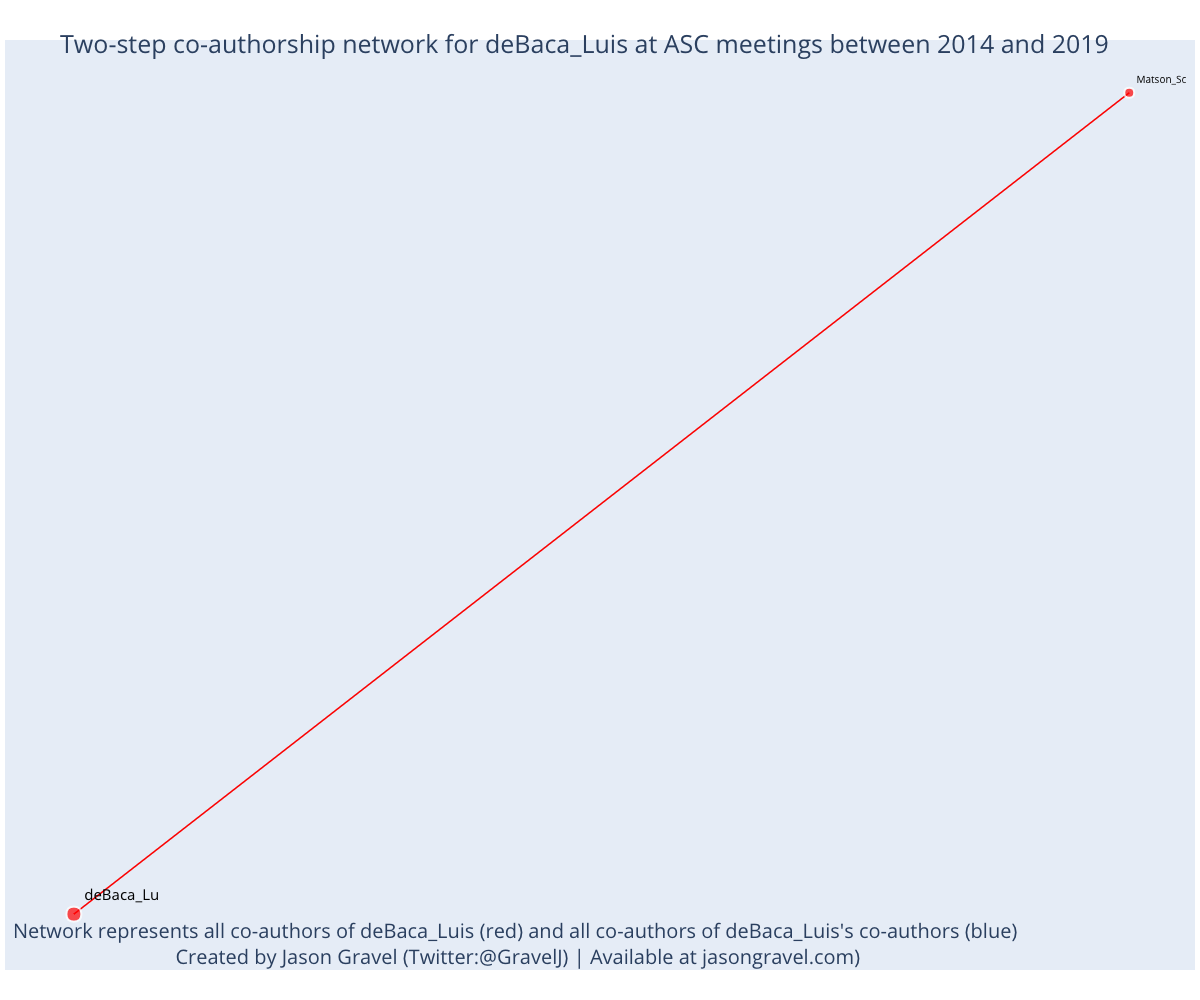 Two-step co-authorship network for deBaca_Luis at ASC meetings between 2014 and 2019
Matson_Sc
deBaca_Lu
Network represents all co-authors of deBaca_Luis (red) and all co-authors of deBaca_Luis's co-authors (blue)
Created by Jason Gravel (Twitter:@GravelJ) | Available at jasongravel.com)